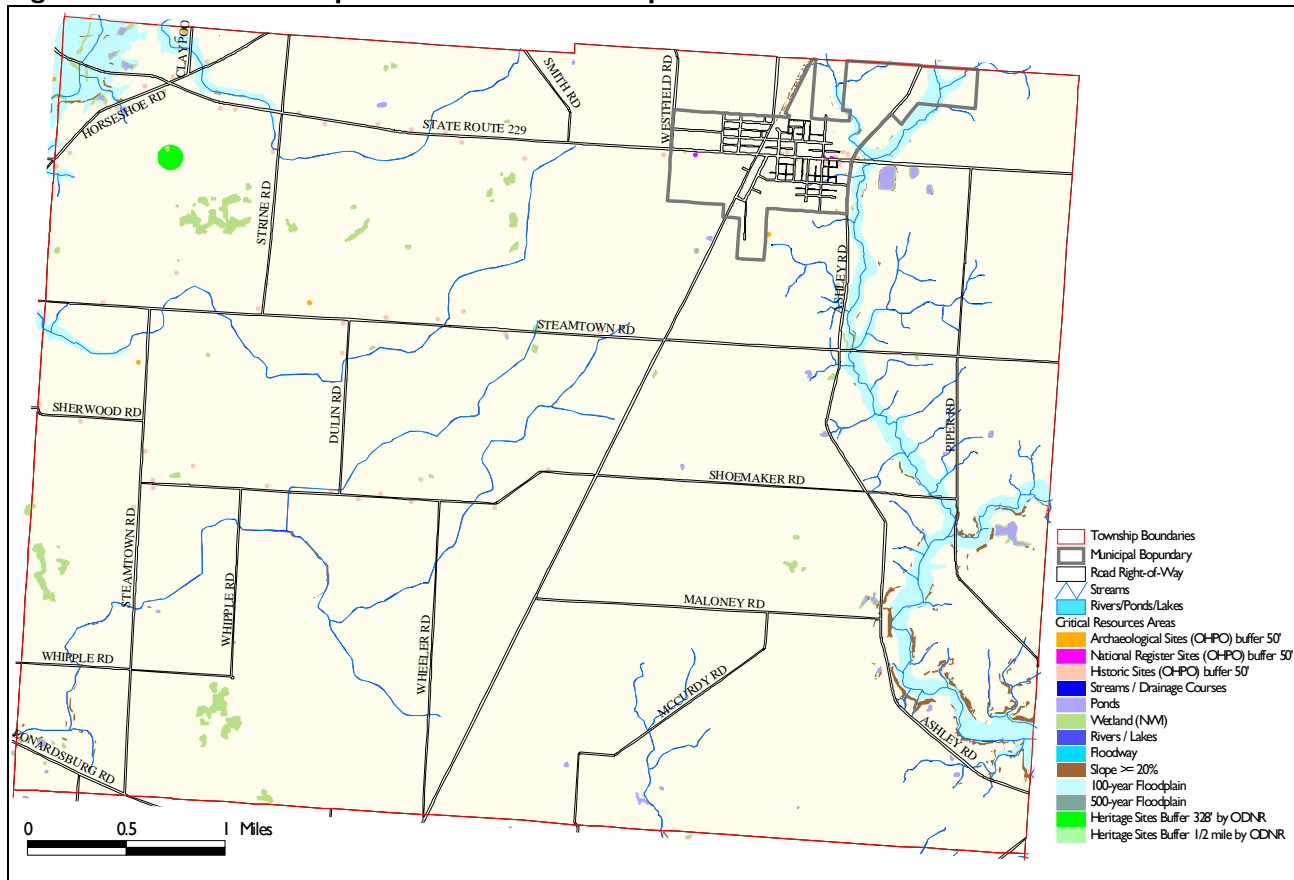 CLAYPOO
SMITH RD
WESTFIELD RD
HORSESHOE RD
STATE ROUTE 229
STRINE RD
ASHLEY RD
STEAMTOWN RD
SHERWOOD RD
DULIN RD
PIPER RD
SHOEMAKER RD
STEAMTOWN RD
WHIPPLE RD
MALONEY RD
WHEELER RD
WHIPPLE RD
MCCURDY RD
ASHLEY RD
EONARDSBURG RD
0 0.5 1 Miles
Township Boundaries
Municipal Bopundary
Road Right-of-Way
Streams
Rivers/Ponds/Lakes
Critical Resources Areas
Archaeological Sites (OHPO) buffer 50'
National Register Sites (OHPO) buffer 50'
Historic Sites (OHPO) buffer 50'
Streams / Drainage Courses
Ponds
Wetland (NWI)
Rivers / Lakes
Floodway
Slope >= 20%
100-year Floodplain
500-year Floodplain
Heritage Sites Buffer 328' by ODNR
Heritage Sites Buffer 1/2 mile by ODNR